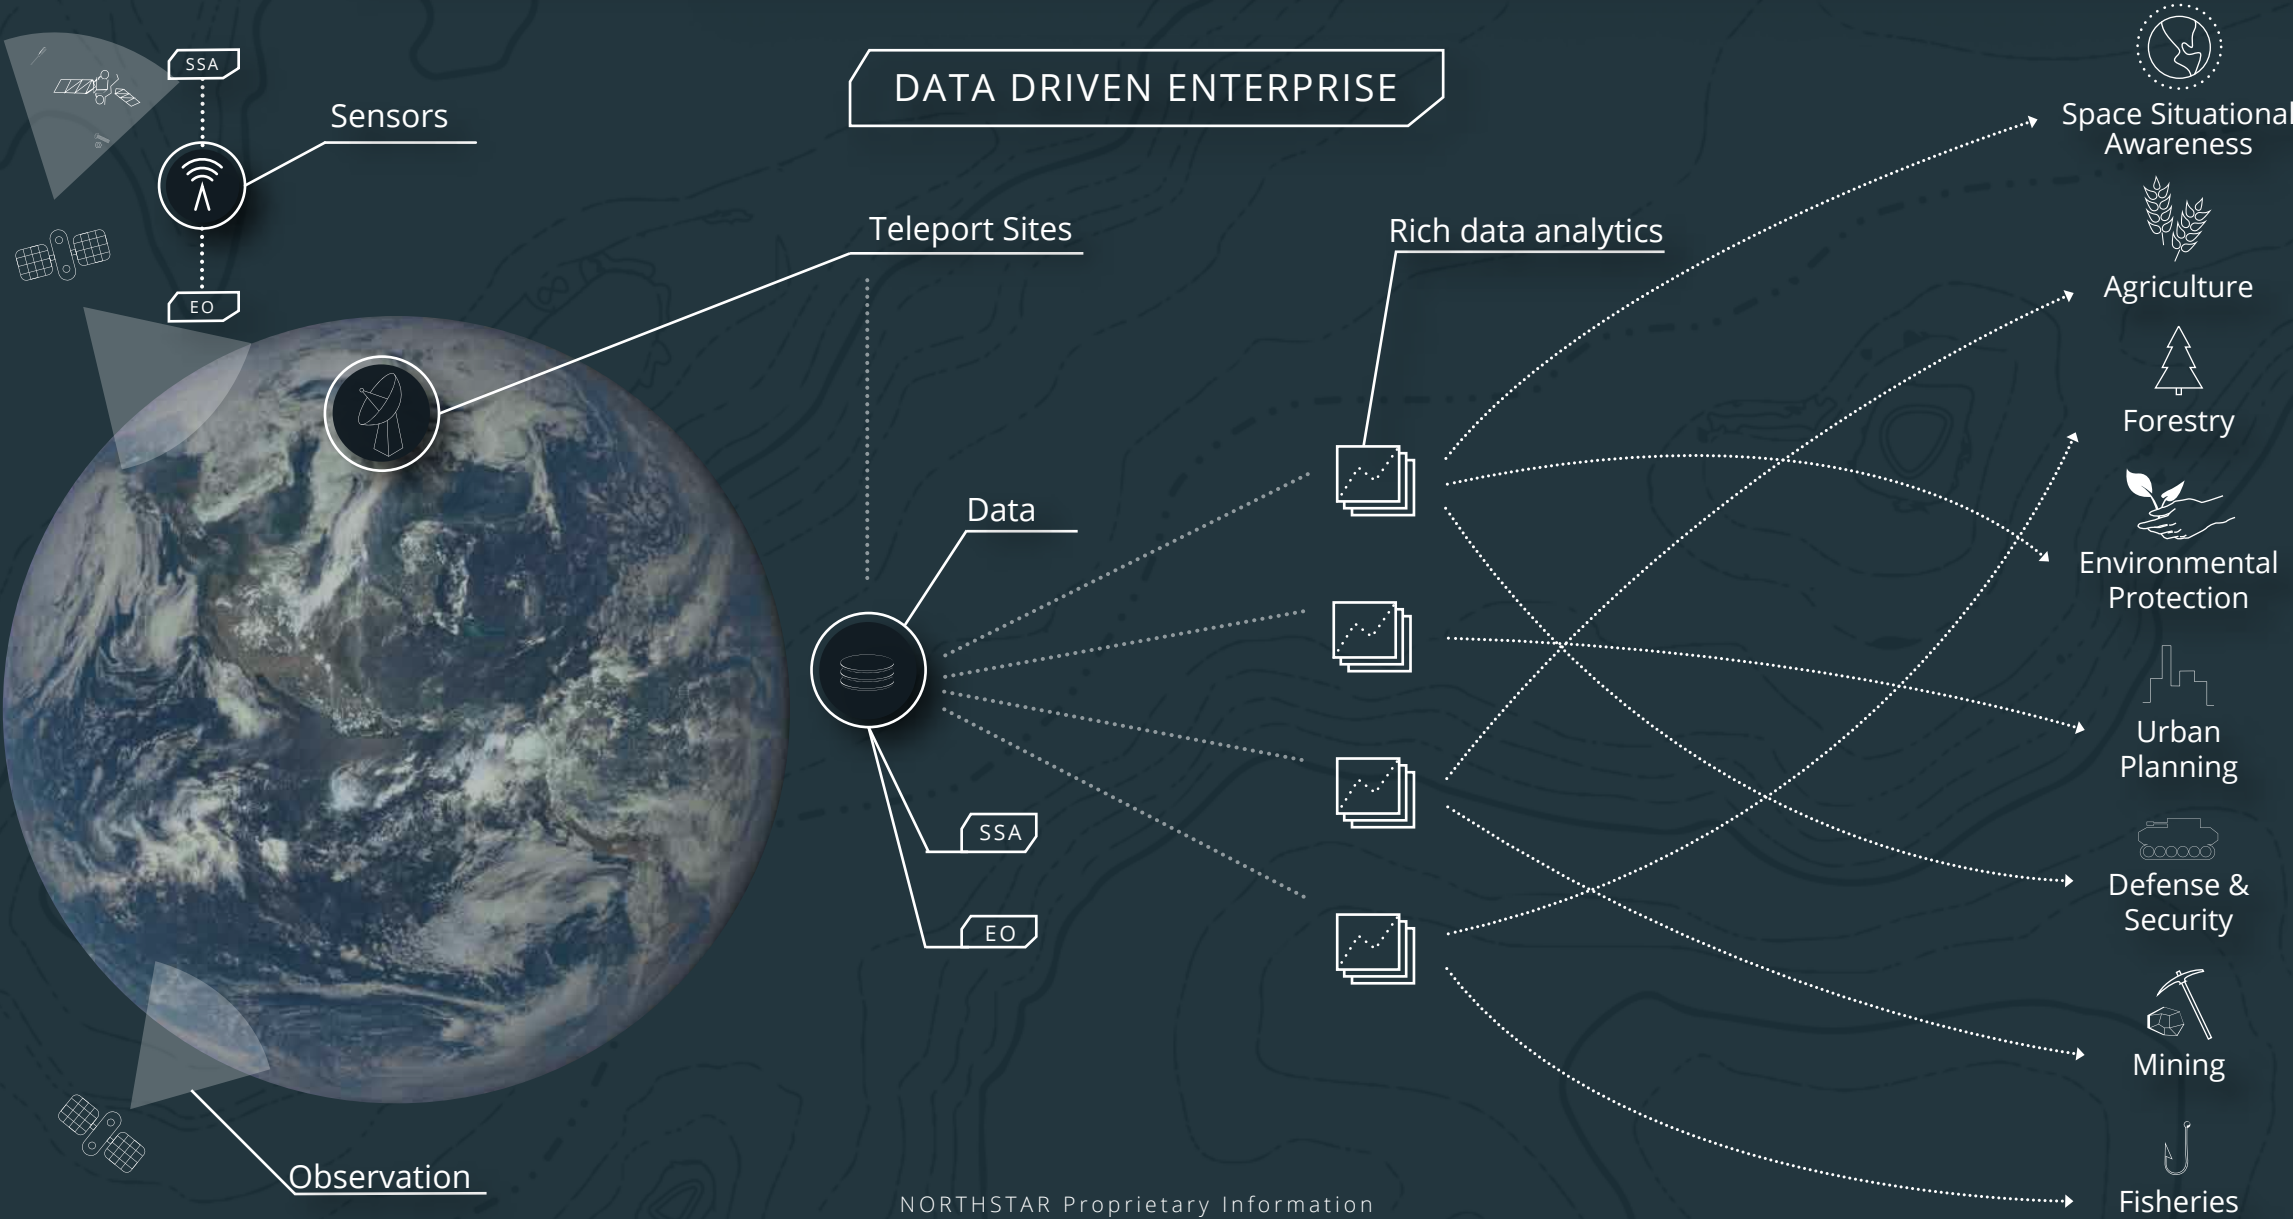 DATA DRIVEN ENTERPRISE
SSA
Sensors
EO
Teleport Sites
Rich data analytics
Data
SSA
EO
Observation
Space Situational
Awareness
Agriculture
Forestry
Environmental
Protection
Urban
Planning
Defense &
Security
Mining
Fisheries
NORTHSTAR Proprietary Information